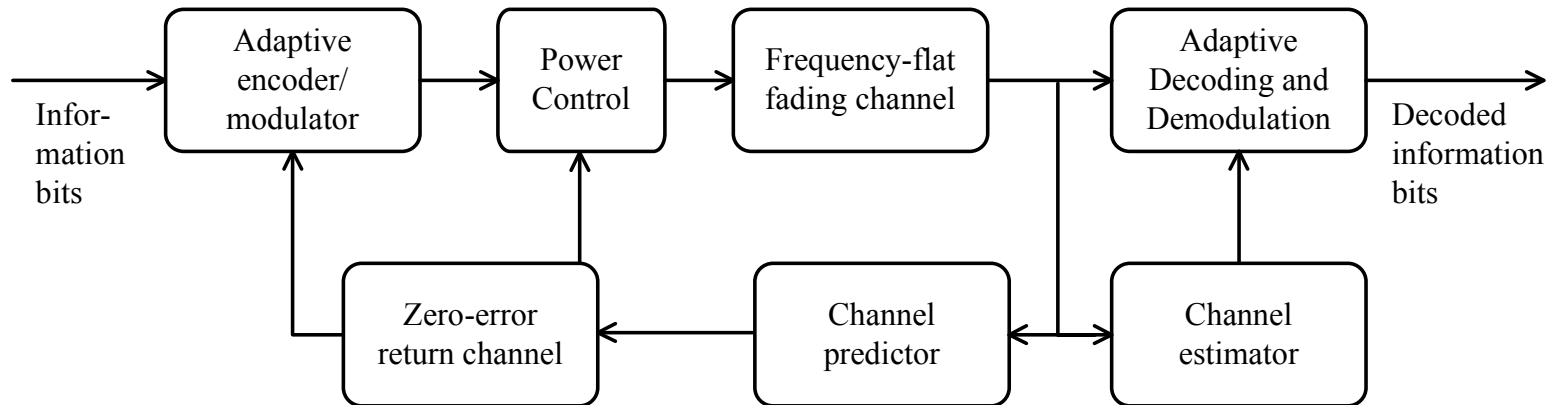 Adaptive
encoder/
modulator
Power
Control
Frequency-flat
fading channel
Adaptive
Decoding and
Demodulation
Infor-
mation
bits
Decoded
information
bits
Zero-error
return channel
Channel
predictor
Channel
estimator